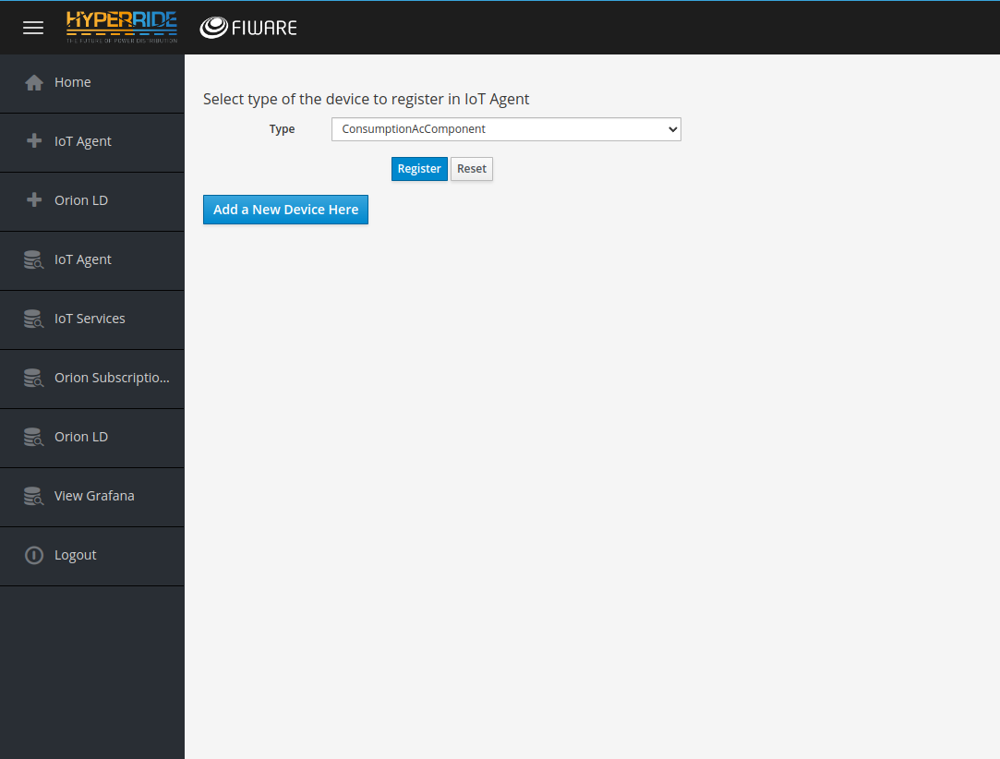 HYPERRIDE
THE FUTURE OF POWER DISTRIBUTION
FIWARE
Home
IoT Agent
Orion LD
IoT Agent
IoT Services
Orion Subscriptio...
Orion LD
View Grafana
Logout
Select type of the device to register in IoT Agent
Type ConsumptionAcComponent
Register Reset
Add a New Device Here